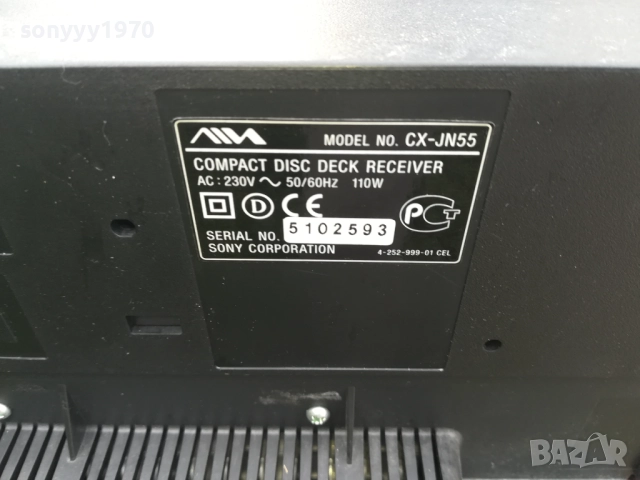 sonyyy1970
AIWA MODEL NO. CX-JN55
COMPACT DISC DECK RECEIVER
AC : 230V ~ 50/60Hz 110W
D CE PCT
SERIAL NO. 5102593
SONY CORPORATION 4-252-999-01 CEL
BAZAR